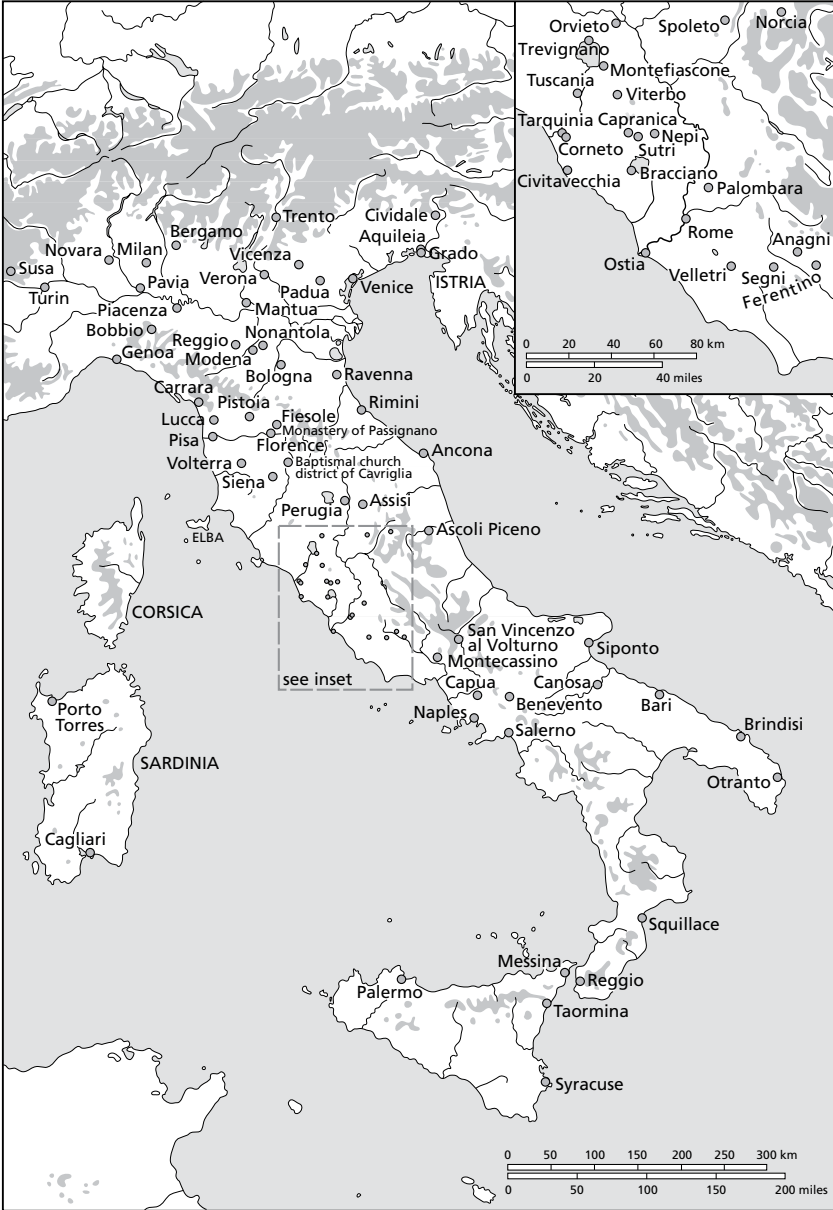 Orvieto
Spoleto
Norcia
Trevignano
Montefiascone
Tuscania
Viterbo
Tarquinia
Capranica
Nepi
Corneto
Sutri
Civitavecchia
Bracciano
Palombara
Rome
Anagni
Ostia
Velletri
Segni
Ferentino
0 20 40 60 80 km
0 20 40 miles
Trento
Cividale
Aquileia
Grado
Bergamo
Novara
Milan
Vicenza
Susa
Verona
Pavia
Padua
Venice
ISTRIA
Turin
Piacenza
Mantua
Bobbio
Nonantola
Reggio
Genoa
Modena
Bologna
Ravenna
Carrara
Pistoia
Rimini
Lucca
Fiesole
Monastery of Passignano
Pisa
Florence
Ancona
Volterra
Baptismal church
district of Cavriglia
Siena
Perugia
Assisi
ELBA
Ascoli Piceno
CORSICA
San Vincenzo
al Volturno
Siponto
Montecassino
see inset
Capua
Canosa
Porto
Torres
Benevento
Bari
Naples
Brindisi
Salerno
SARDINIA
Otranto
Cagliari
Squillace
Messina
Palermo
Reggio
Taormina
Syracuse
0 50 100 150 200 250 300 km
0 50 100 150 200 miles